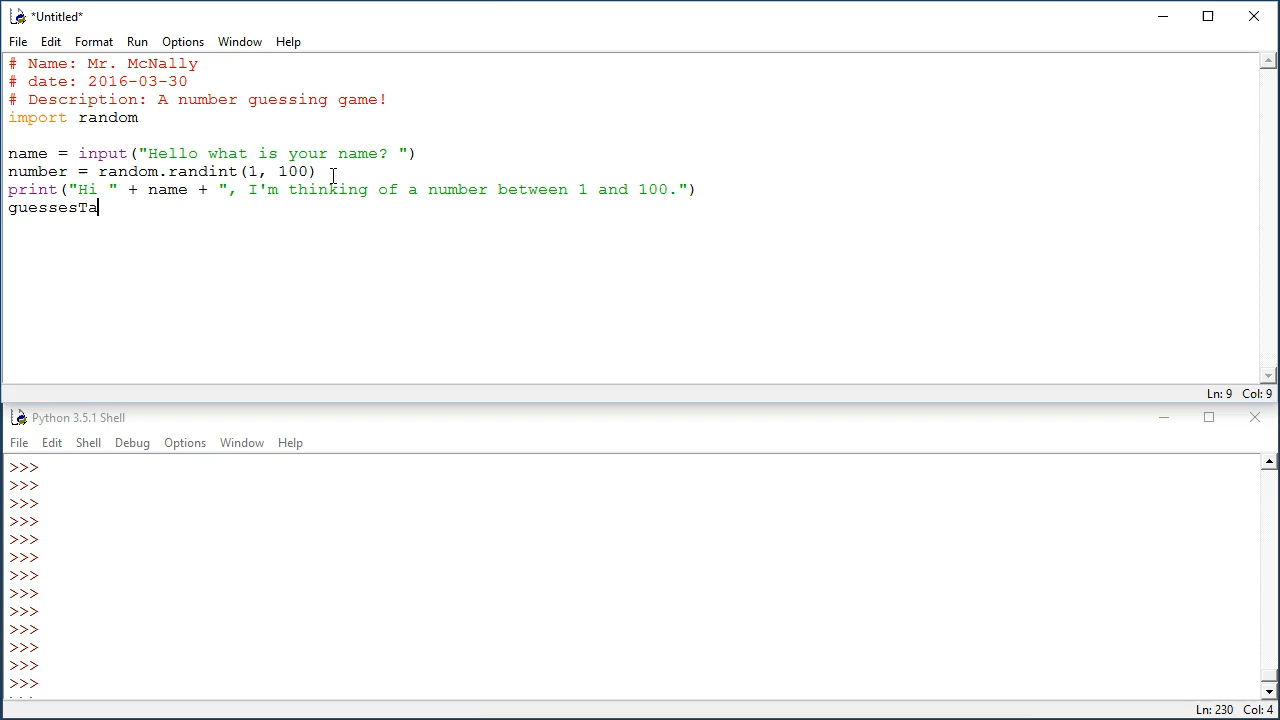 *Untitled*
File Edit Format Run Options Window Help
# Name: Mr. McNally
# date: 2016-03-30
# Description: A number guessing game!
import random
name = input("Hello what is your name? ")
number = random.randint(1, 100)
print("Hi " + name + ", I'm thinking of a number between 1 and 100.")
guessesTa
Ln: 9 Col: 9
Python 3.5.1 Shell
File Edit Shell Debug Options Window Help
>>>
>>>
>>>
>>>
>>>
>>>
>>>
>>>
>>>
>>>
>>>
>>>
>>>
Ln: 230 Col: 4